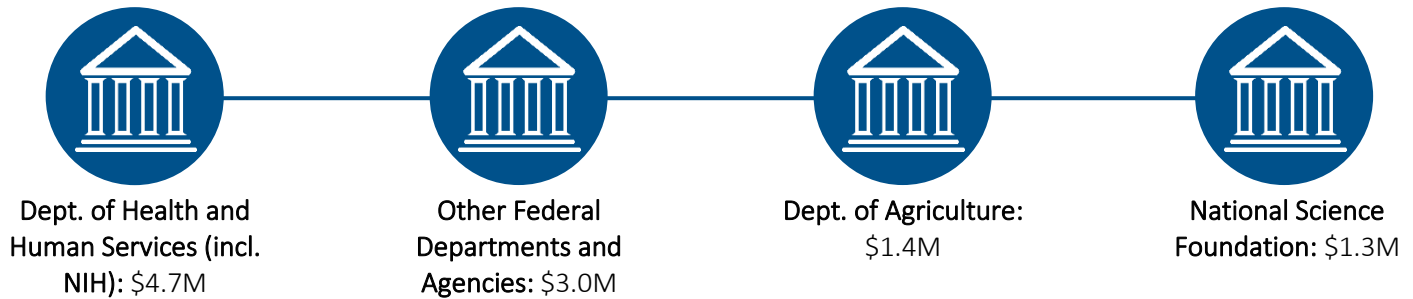 Dept. of Health and
Human Services (incl.
NIH): $4.7M
Other Federal
Departments and
Agencies: $3.0M
Dept. of Agriculture:
$1.4M
National Science
Foundation: $1.3M